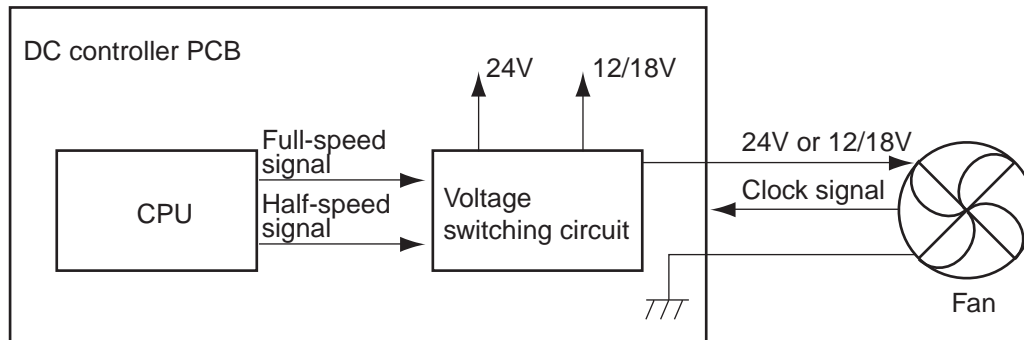 DC controller PCB
24V
12/18V
Full-speed
signal
24V or 12/18V
CPU
Half-speed
signal
Voltage
switching circuit
Clock signal
Fan